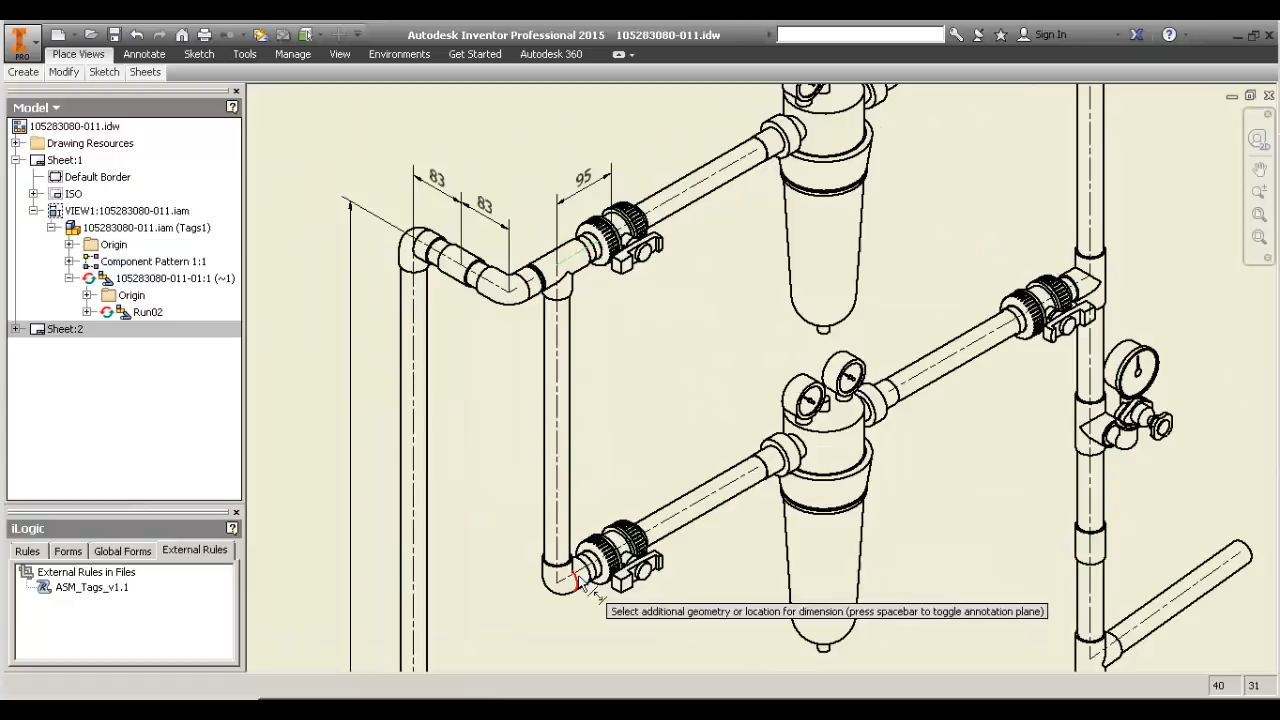 Autodesk Inventor Professional 2015 105283080-011.idw
Sign In
PRO
Place Views Annotate Sketch Tools Manage View Environments Get Started Autodesk 360
Create Modify Sketch Sheets
Model
105283080-011.idw
Drawing Resources
Sheet:1
Default Border
ISO
VIEW1:105283080-011.iam
105283080-011.iam (Tags1)
Origin
Component Pattern 1:1
105283080-011-01:1 (~1)
Origin
Run02
Sheet:2
iLogic
Rules Forms Global Forms External Rules
External Rules in Files
ASM_Tags_v1.1
83
83
95
2D
Select additional geometry or location for dimension (press spacebar to toggle annotation plane)
40 31